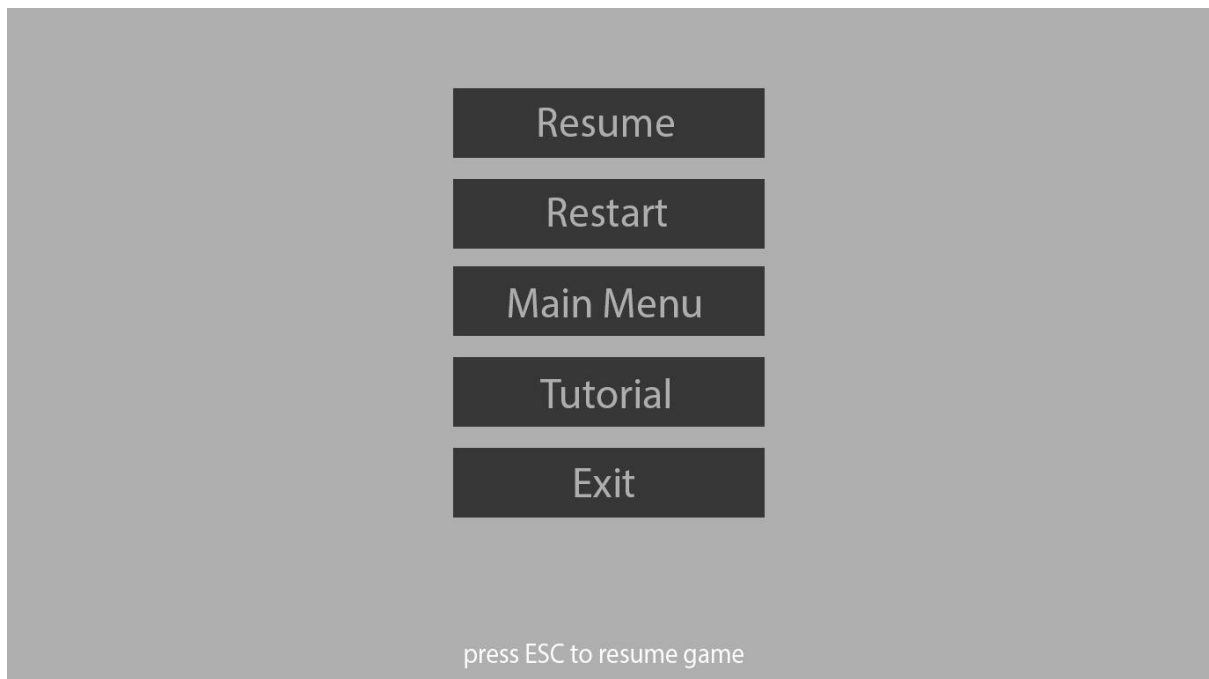 Resume
Restart
Main Menu
Tutorial
Exit
press ESC to resume game